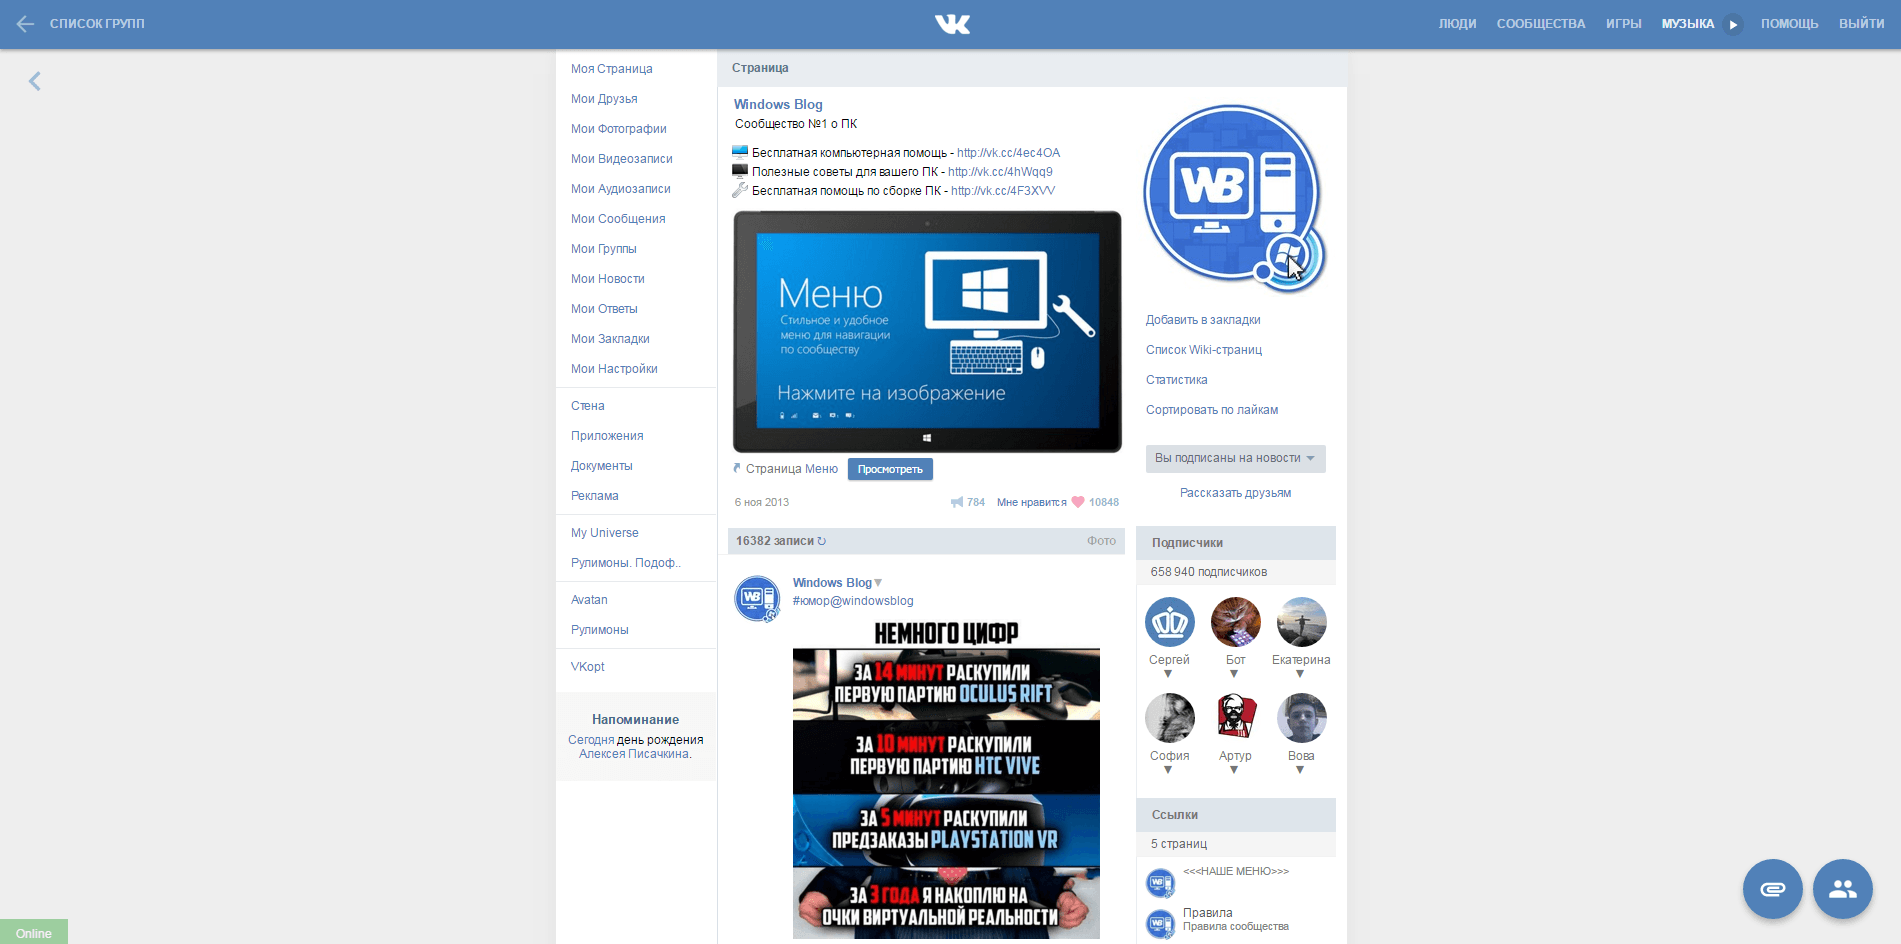 СПИСОК ГРУПП
ЛЮДИ СООБЩЕСТВА ИГРЫ МУЗЫКА ПОМОЩЬ ВЫЙТИ
Моя Страница
Мои Друзья
Мои Фотографии
Мои Видеозаписи
Мои Аудиозаписи
Мои Сообщения
Мои Группы
Мои Новости
Мои Ответы
Мои Закладки
Мои Настройки
Стена
Приложения
Документы
Реклама
My Universe
Рулимоны. Подоф..
Avatan
Рулимоны
VKopt
Напоминание
Сегодня день рождения
Алексея Писачкина.
Страница
Windows Blog
Сообщество №1 о ПК
Бесплатная компьютерная помощь - http://vk.cc/4ec4OA
Полезные советы для вашего ПК - http://vk.cc/4hWqq9
Бесплатная помощь по сборке ПК - http://vk.cc/4F3XVV
Меню
Стильное и удобное
меню для навигации
по сообществу
Нажмите на изображение
Страница Меню Просмотреть
6 ноя 2013 784 Мне нравится 10848
16382 записи Фото
Windows Blog
#юмор@windowsblog
НЕМНОГО ЦИФР
ЗА 14 МИНУТ РАСКУПИЛИ
ПЕРВУЮ ПАРТИЮ OCULUS RIFT
ЗА 10 МИНУТ РАСКУПИЛИ
ПЕРВУЮ ПАРТИЮ HTC VIVE
ЗА 5 МИНУТ РАСКУПИЛИ
ПРЕДЗАКАЗЫ PLAYSTATION VR
ЗА 3 ГОДА Я НАКОПЛЮ НА
ОЧКИ ВИРТУАЛЬНОЙ РЕАЛЬНОСТИ
WB
Добавить в закладки
Список Wiki-страниц
Статистика
Сортировать по лайкам
Вы подписаны на новости
Рассказать друзьям
Подписчики
658 940 подписчиков
Сергей Бот Екатерина
София Артур Вова
Ссылки
5 страниц
<<<НАШЕ МЕНЮ>>>
Правила
Правила сообщества
Online